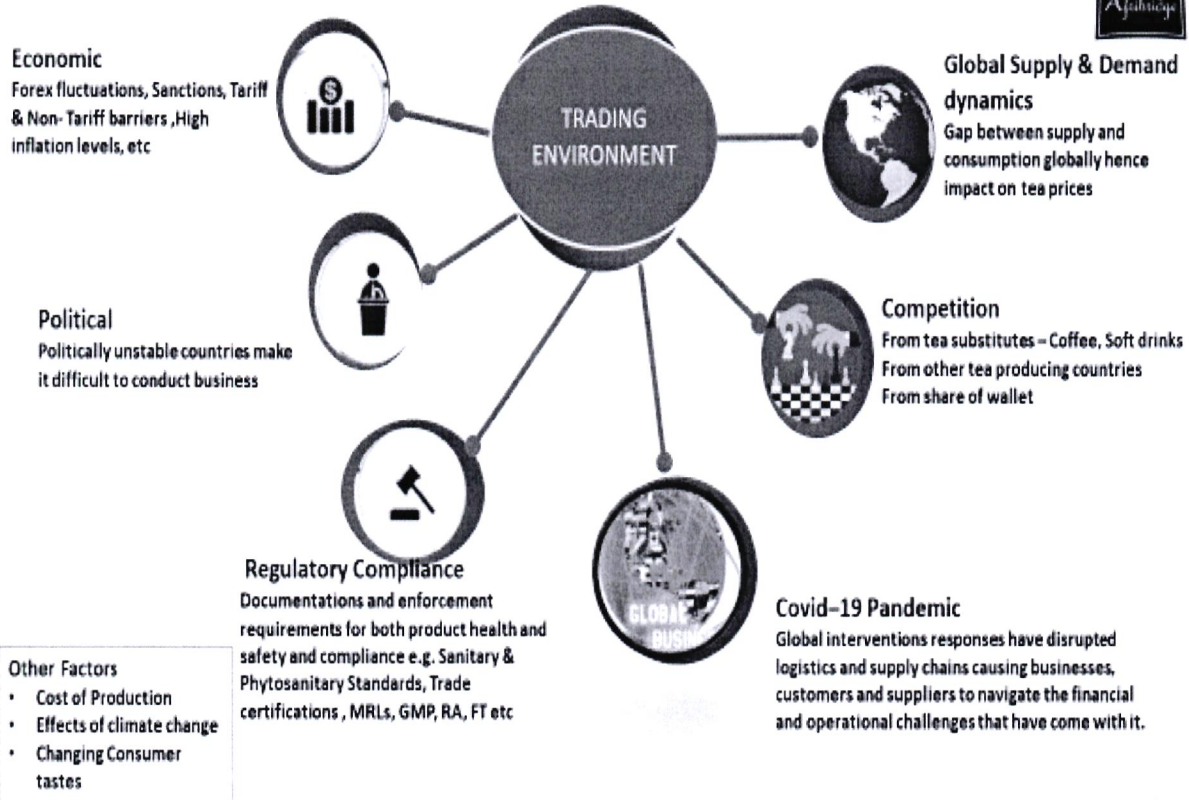 Afribridge
TRADING
ENVIRONMENT
Economic
Forex fluctuations, Sanctions, Tariff
& Non- Tariff barriers ,High
inflation levels, etc
Global Supply & Demand
dynamics
Gap between supply and
consumption globally hence
impact on tea prices
Political
Politically unstable countries make
it difficult to conduct business
Competition
From tea substitutes – Coffee, Soft drinks
From other tea producing countries
From share of wallet
Regulatory Compliance
Documentations and enforcement
requirements for both product health and
safety and compliance e.g. Sanitary &
Phytosanitary Standards, Trade
certifications , MRLs, GMP, RA, FT etc
GLOBAL
BUSIN
Covid–19 Pandemic
Global interventions responses have disrupted
logistics and supply chains causing businesses,
customers and suppliers to navigate the financial
and operational challenges that have come with it.
Other Factors
• Cost of Production
• Effects of climate change
• Changing Consumer
tastes